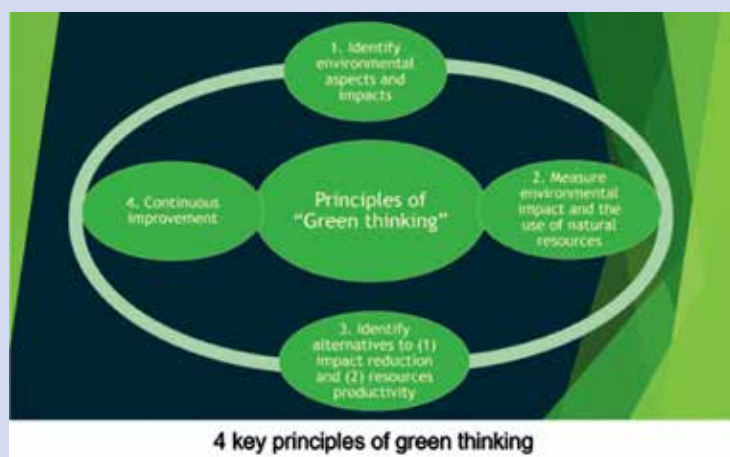 1. Identify
environmental
aspects and
impacts
2. Measure
environmental
impact and the
use of natural
resources
3. Identify
alternatives to (1)
impact reduction
and (2) resources
productivity
4. Continuous
improvement
Principles of
"Green thinking"
4 key principles of green thinking